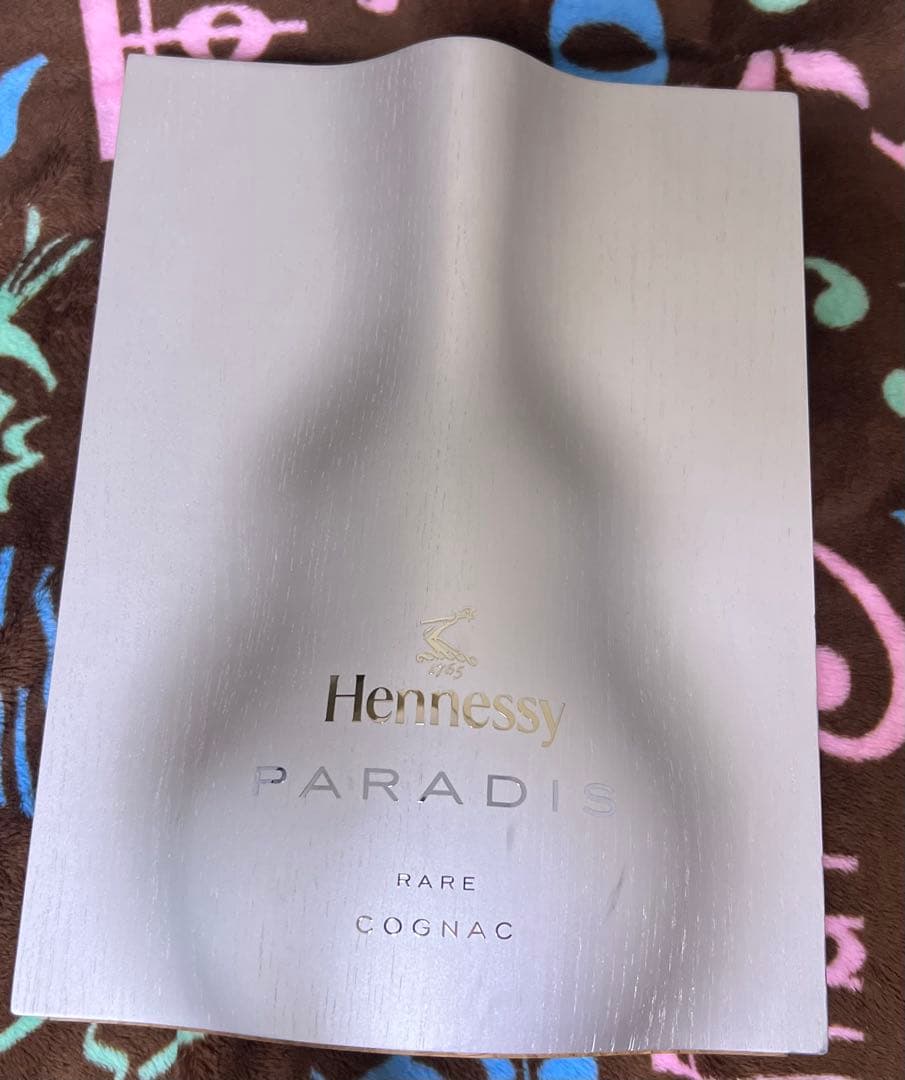 1765
Hennessy
PARADIS
RARE
COGNAC